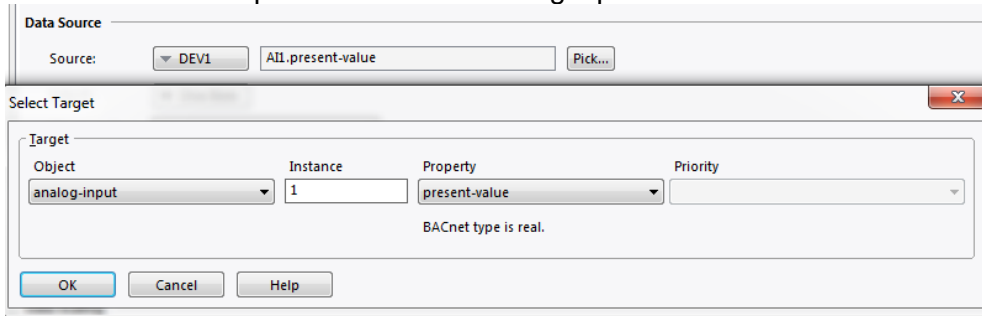 Data Source
Source: DEV1 AI1.present-value Pick...
Select Target
Target
Object Instance Property Priority
analog-input 1 present-value
BACnet type is real.
OK Cancel Help